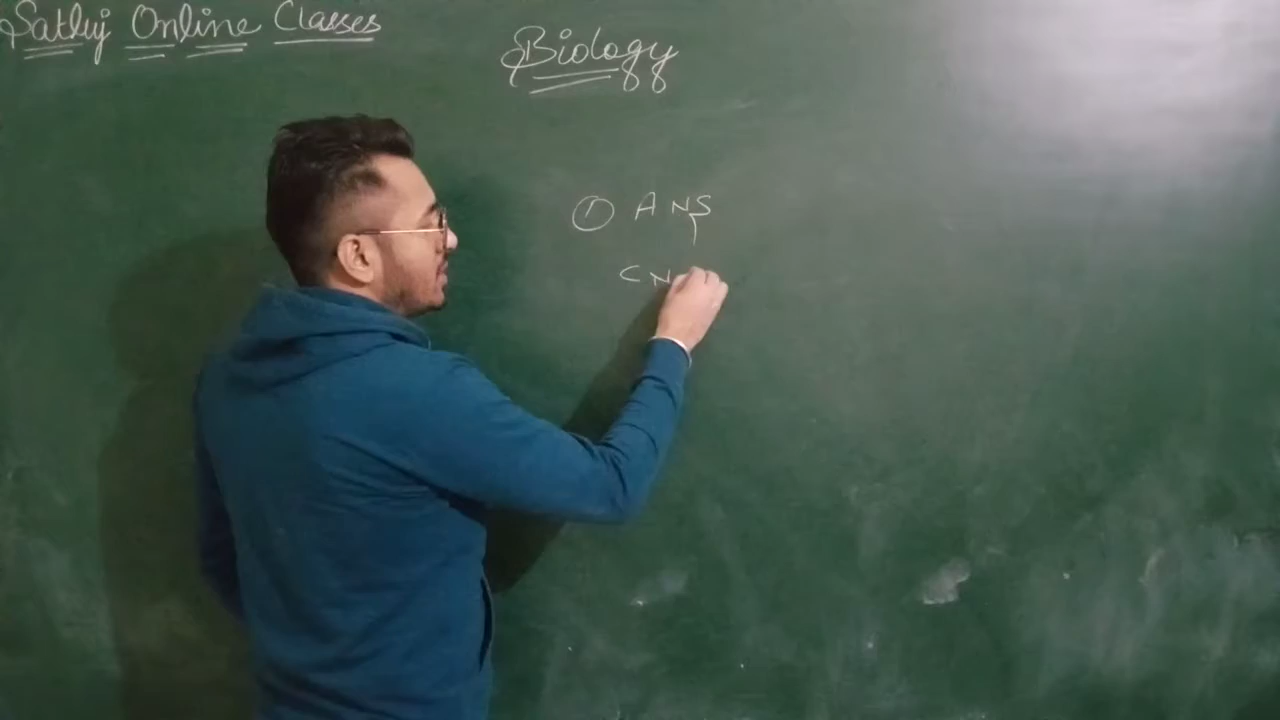 Satluj Online Classes
Biology
① ANS
CN